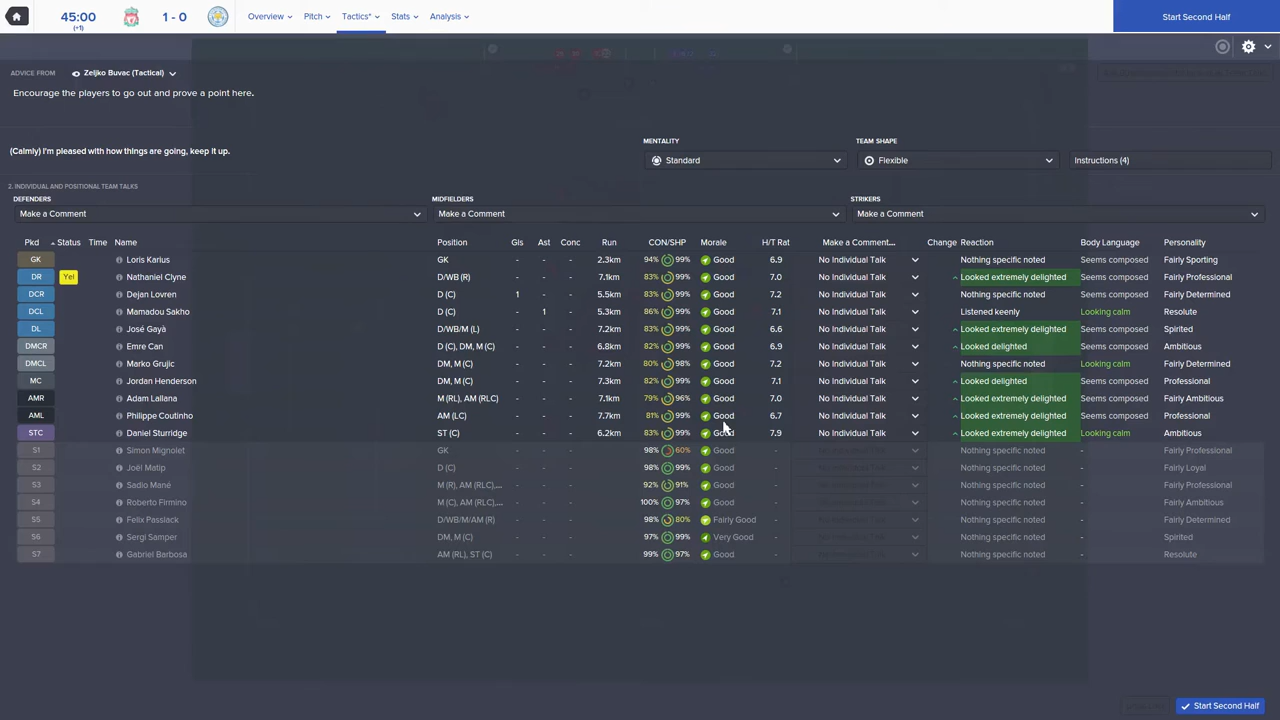 45:00 (+1) 1 - 0 Overview Pitch Tactics* Stats Analysis Start Second Half
ADVICE FROM Zeljko Buvac (Tactical)
Encourage the players to go out and prove a point here.
(Calmly) I'm pleased with how things are going, keep it up.
MENTALITY TEAM SHAPE
Standard Flexible Instructions (4)
2. INDIVIDUAL AND POSITIONAL TEAM TALKS
DEFENDERS MIDFIELDERS STRIKERS
Make a Comment Make a Comment Make a Comment
Pkd Status Time Name Position Gls Ast Conc Run CON/SHP Morale H/T Rat Make a Comment... Change Reaction Body Language Personality
GK Loris Karius GK - - - 2.3km 94% 99% Good 6.9 No Individual Talk Nothing specific noted Seems composed Fairly Sporting
DR Yel Nathaniel Clyne D/WB (R) - - - 7.1km 83% 99% Good 7.0 No Individual Talk Looked extremely delighted Seems composed Fairly Professional
DCR Dejan Lovren D (C) 1 - - 5.5km 83% 99% Good 7.2 No Individual Talk Nothing specific noted Seems composed Fairly Determined
DCL Mamadou Sakho D (C) - 1 - 5.3km 86% 99% Good 7.1 No Individual Talk Listened keenly Looking calm Resolute
DL José Gayà D/WB/M (L) - - - 7.2km 83% 99% Good 6.6 No Individual Talk Looked extremely delighted Seems composed Spirited
DMCR Emre Can D (C), DM, M (C) - - - 6.8km 82% 99% Good 6.9 No Individual Talk Looked delighted Seems composed Ambitious
DMCL Marko Grujic DM, M (C) - - - 7.2km 80% 98% Good 7.2 No Individual Talk Nothing specific noted Looking calm Fairly Determined
MC Jordan Henderson DM, M (C) - - - 7.3km 82% 99% Good 7.1 No Individual Talk Looked delighted Seems composed Professional
AMR Adam Lallana M (RL), AM (RLC) - - - 7.1km 79% 96% Good 7.0 No Individual Talk Looked extremely delighted Seems composed Fairly Ambitious
AML Philippe Coutinho AM (LC) - - - 7.7km 81% 99% Good 6.7 No Individual Talk Looked extremely delighted Seems composed Professional
STC Daniel Sturridge ST (C) - - - 6.2km 83% 99% Good 7.9 No Individual Talk Looked extremely delighted Looking calm Ambitious
S1 Simon Mignolet GK - - - 98% 60% Good - Nothing specific noted - Fairly Professional
S2 Joël Matip D (C) - - - 98% 99% Good - Nothing specific noted - Fairly Loyal
S3 Sadio Mané M (R), AM (RLC),... - - - 92% 91% Good - Nothing specific noted - Fairly Professional
S4 Roberto Firmino M (C), AM (RLC),... - - - 100% 97% Good - Nothing specific noted - Fairly Ambitious
S5 Felix Passlack D/WB/M/AM (R) - - - 98% 80% Fairly Good - Nothing specific noted - Fairly Determined
S6 Sergi Samper DM, M (C) - - - 97% 99% Very Good - Nothing specific noted - Spirited
S7 Gabriel Barbosa AM (RL), ST (C) - - - 99% 97% Good - Nothing specific noted - Resolute
Start Second Half